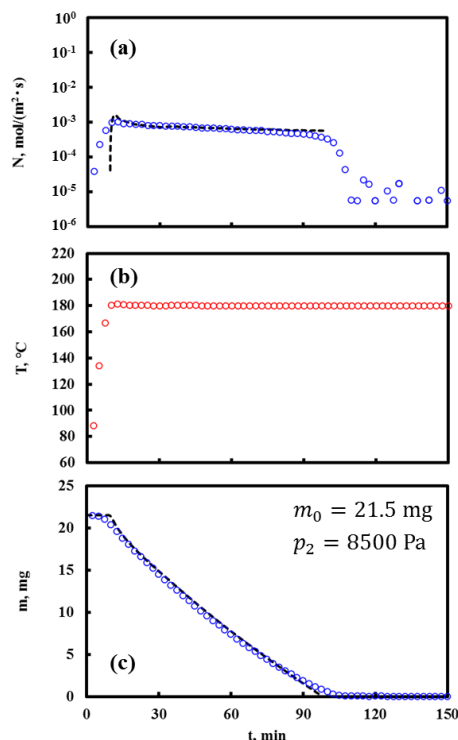 (a)
N, mol/(m²·s)
10⁰
10⁻¹
10⁻²
10⁻³
10⁻⁴
10⁻⁵
10⁻⁶
(b)
T, °C
220
200
180
160
140
120
100
80
60
m₀ = 21.5 mg
p₂ = 8500 Pa
(c)
m, mg
25
20
15
10
5
0
0 30 60 90 120 150
t, min